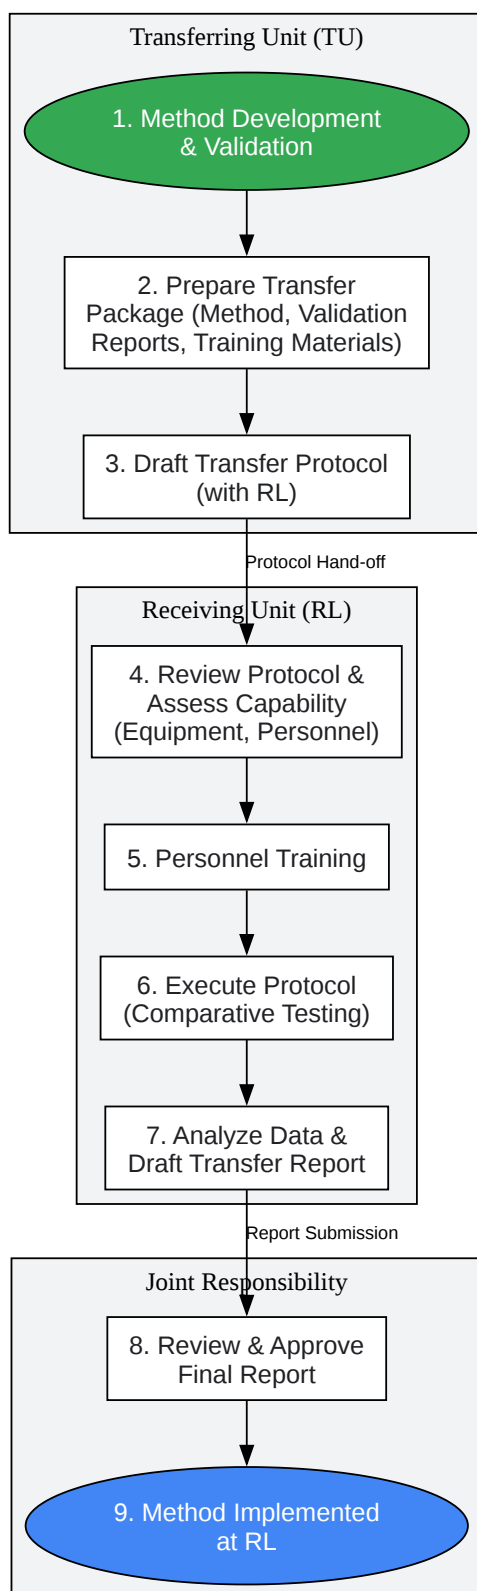 Transferring Unit (TU)
1. Method Development
& Validation
2. Prepare Transfer
Package (Method, Validation
Reports, Training Materials)
3. Draft Transfer Protocol
(with RL)
Protocol Hand-off
Receiving Unit (RL)
4. Review Protocol &
Assess Capability
(Equipment, Personnel)
5. Personnel Training
6. Execute Protocol
(Comparative Testing)
7. Analyze Data &
Draft Transfer Report
Report Submission
Joint Responsibility
8. Review & Approve
Final Report
9. Method Implemented
at RL